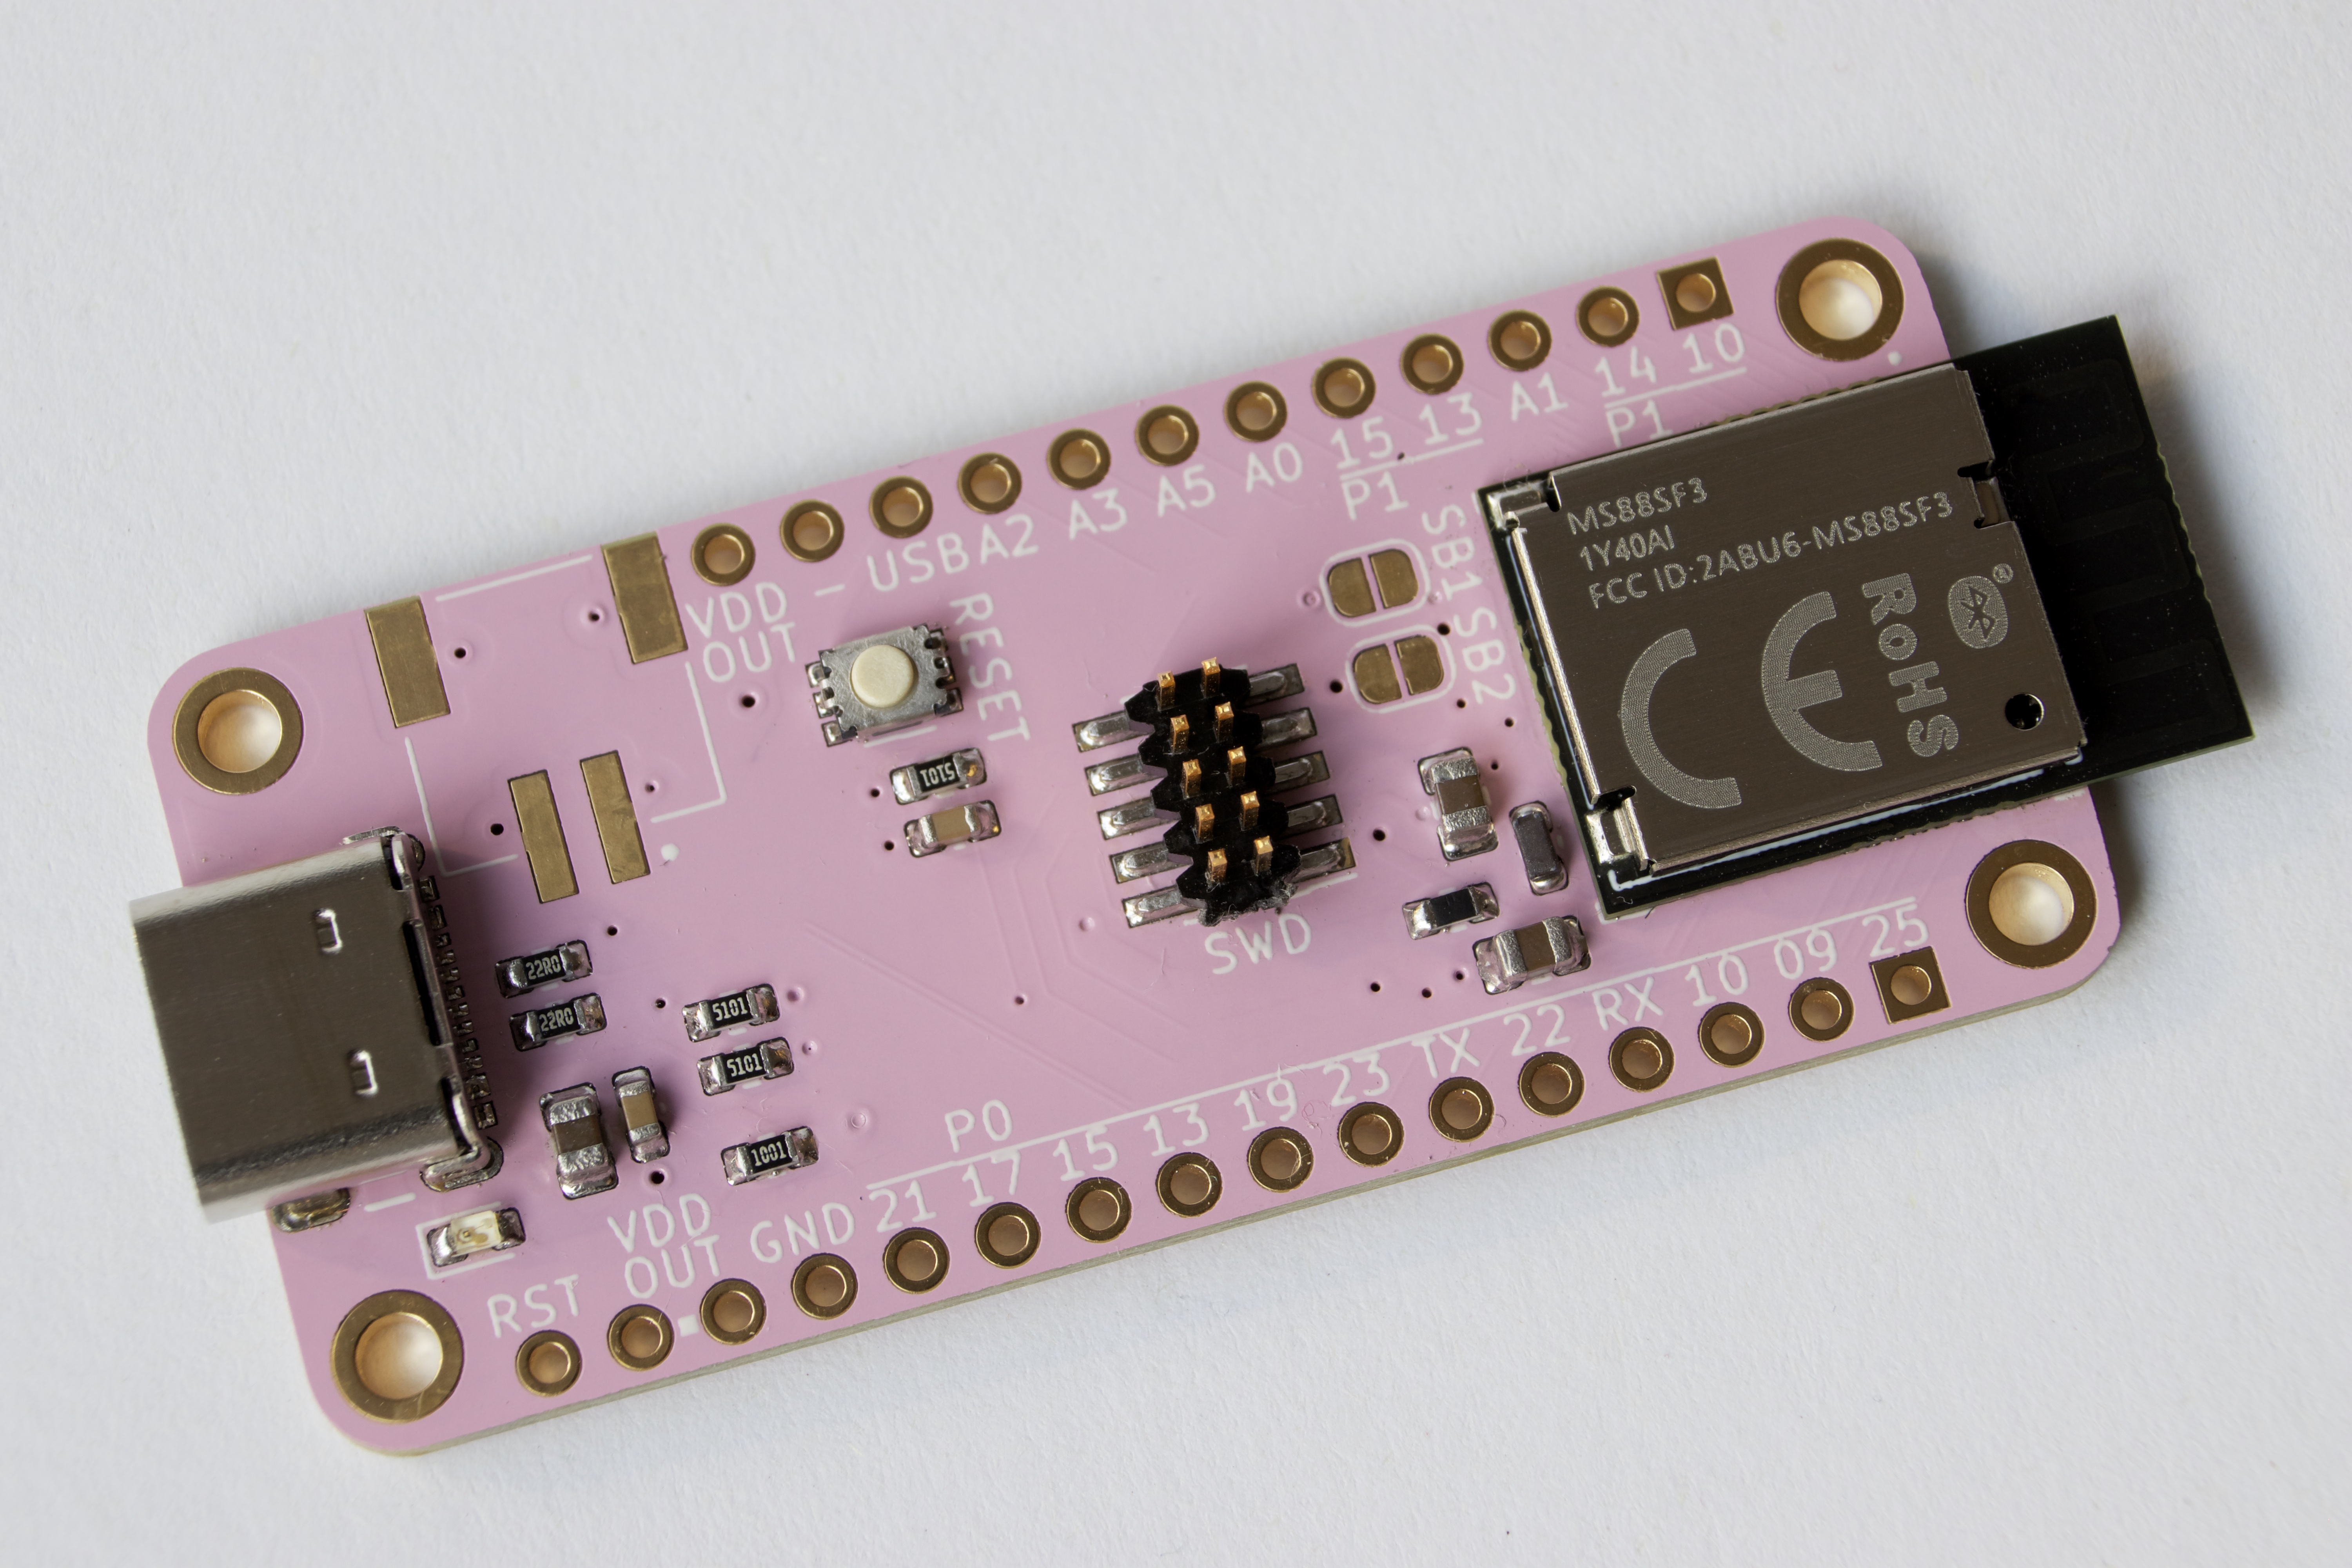 10
14
P1
A1
13
15
P1
A0
A5
A3
A2
USB
-
VDD
OUT
RESET
SB1
SB2
MS88SF3
1Y40AI
FCC ID:2ABU6-MS88SF3
CE
RoHS
®
5101
SWD
22R0
22R0
5101
5101
1001
P0
RST
VDD
OUT
GND
21
17
15
13
19
23
TX
22
RX
10
09
25